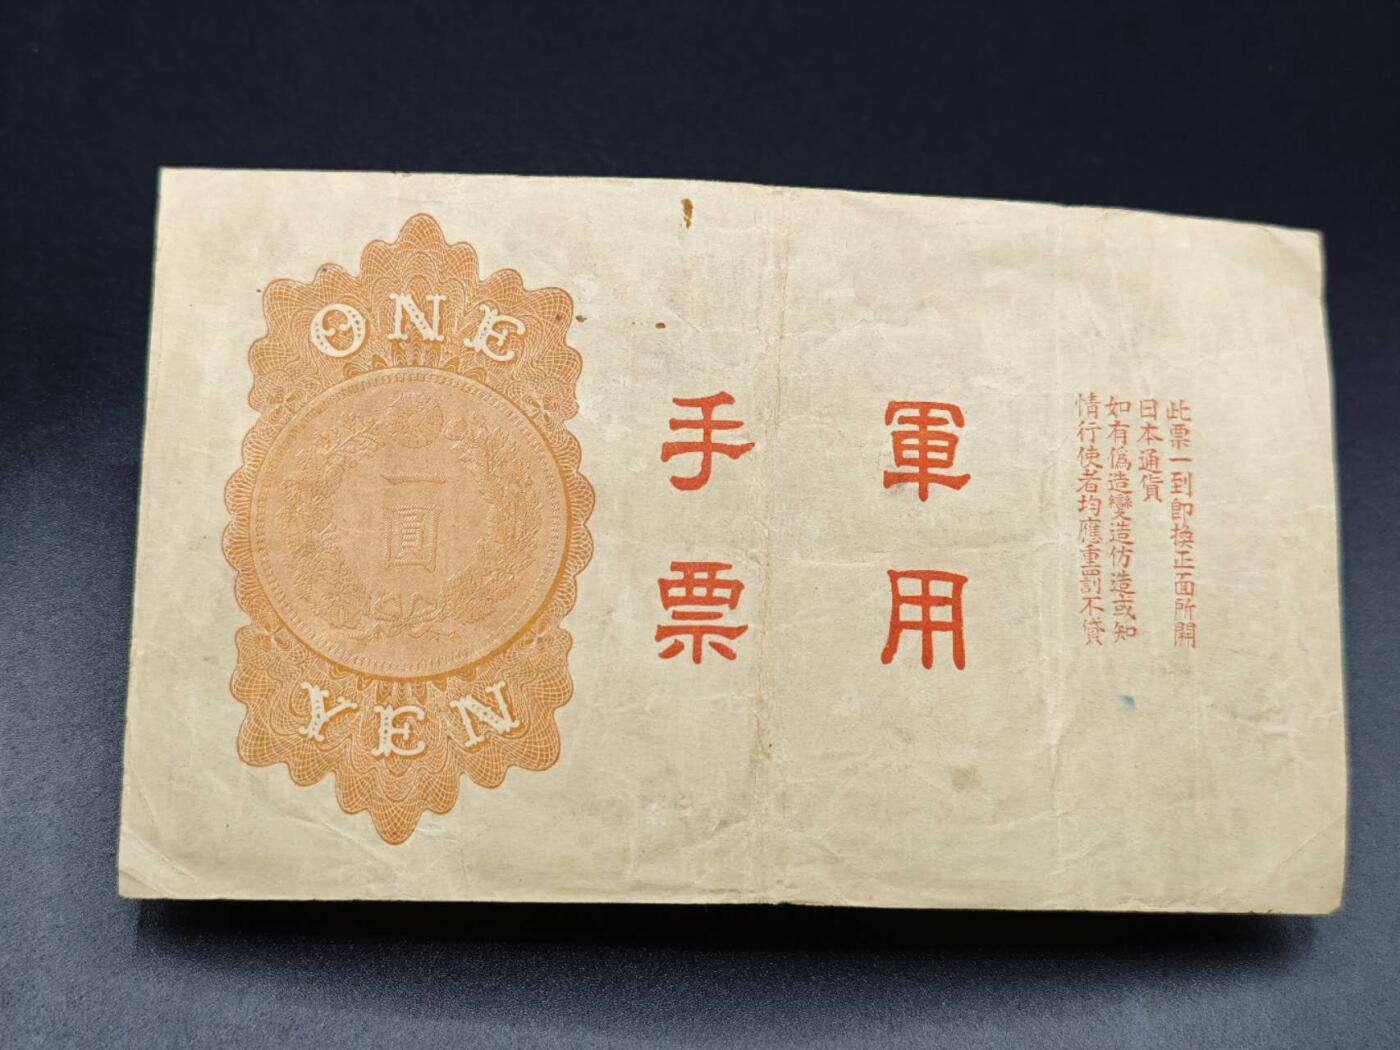 ONE
一圓
YEN
軍用
手票
此票一到卽換正面所開
日本通貨
如有僞造變造仿造或知
情行使者均應重罰不貸